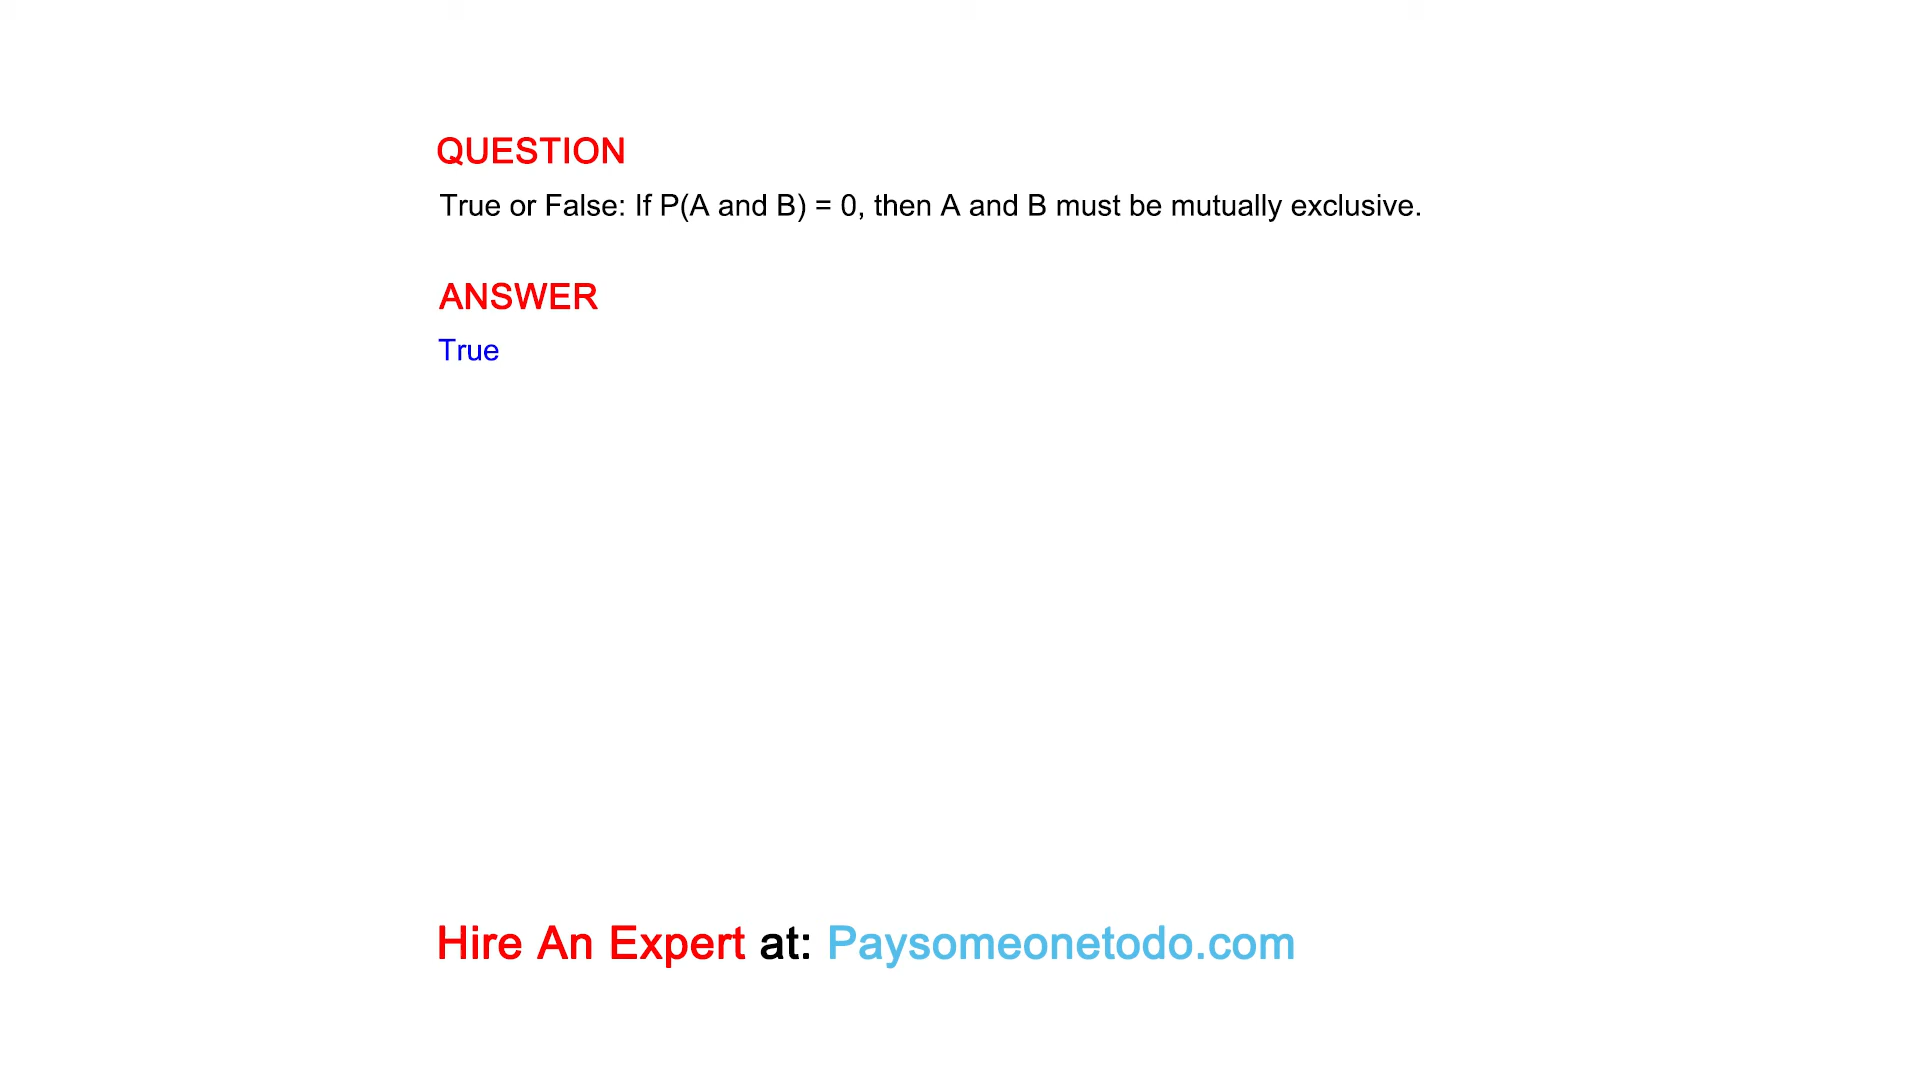 QUESTION
True or False: If P(A and B) = 0, then A and B must be mutually exclusive.
ANSWER
True
Hire An Expert at: Paysomeonetodo.com